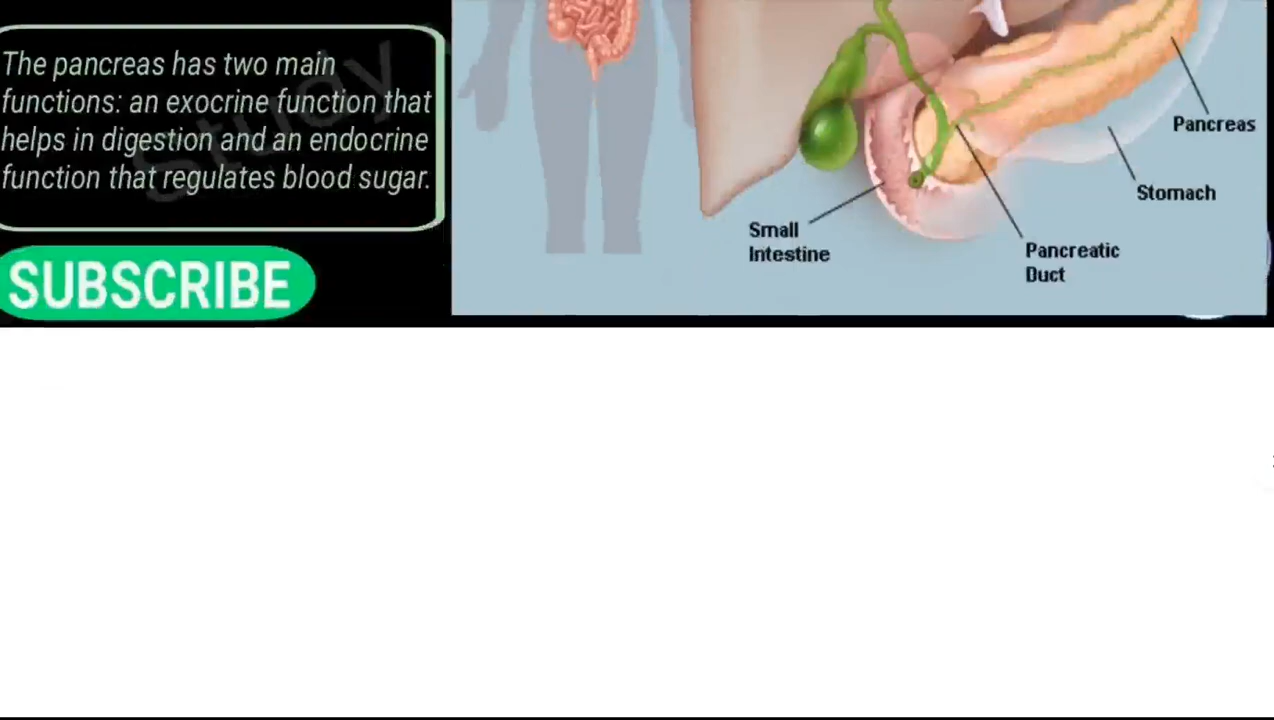 The pancreas has two main
functions: an exocrine function that
helps in digestion and an endocrine
function that regulates blood sugar.
Study
SUBSCRIBE
Pancreas
Stomach
Small
Intestine
Pancreatic
Duct